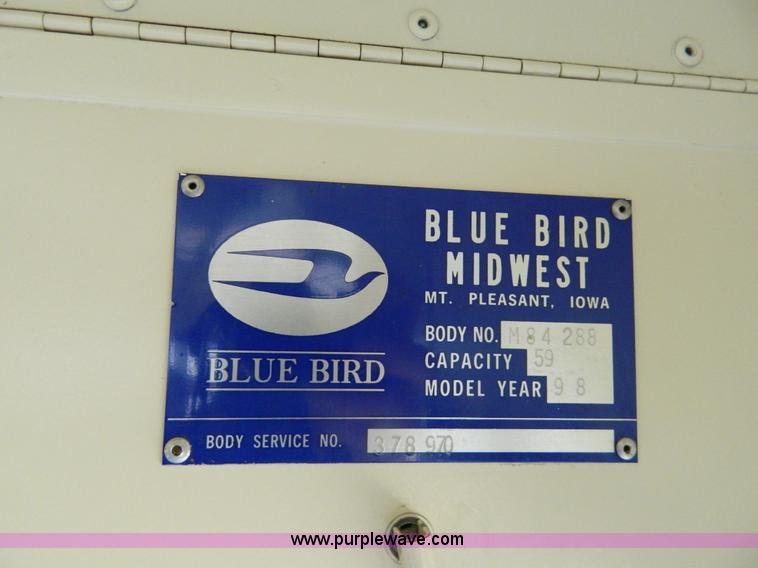 BLUE BIRD
MIDWEST
MT. PLEASANT, IOWA
BODY NO. M84 288
CAPACITY 59
MODEL YEAR 98
BLUE BIRD
BODY SERVICE NO. 378970
www.purplewave.com